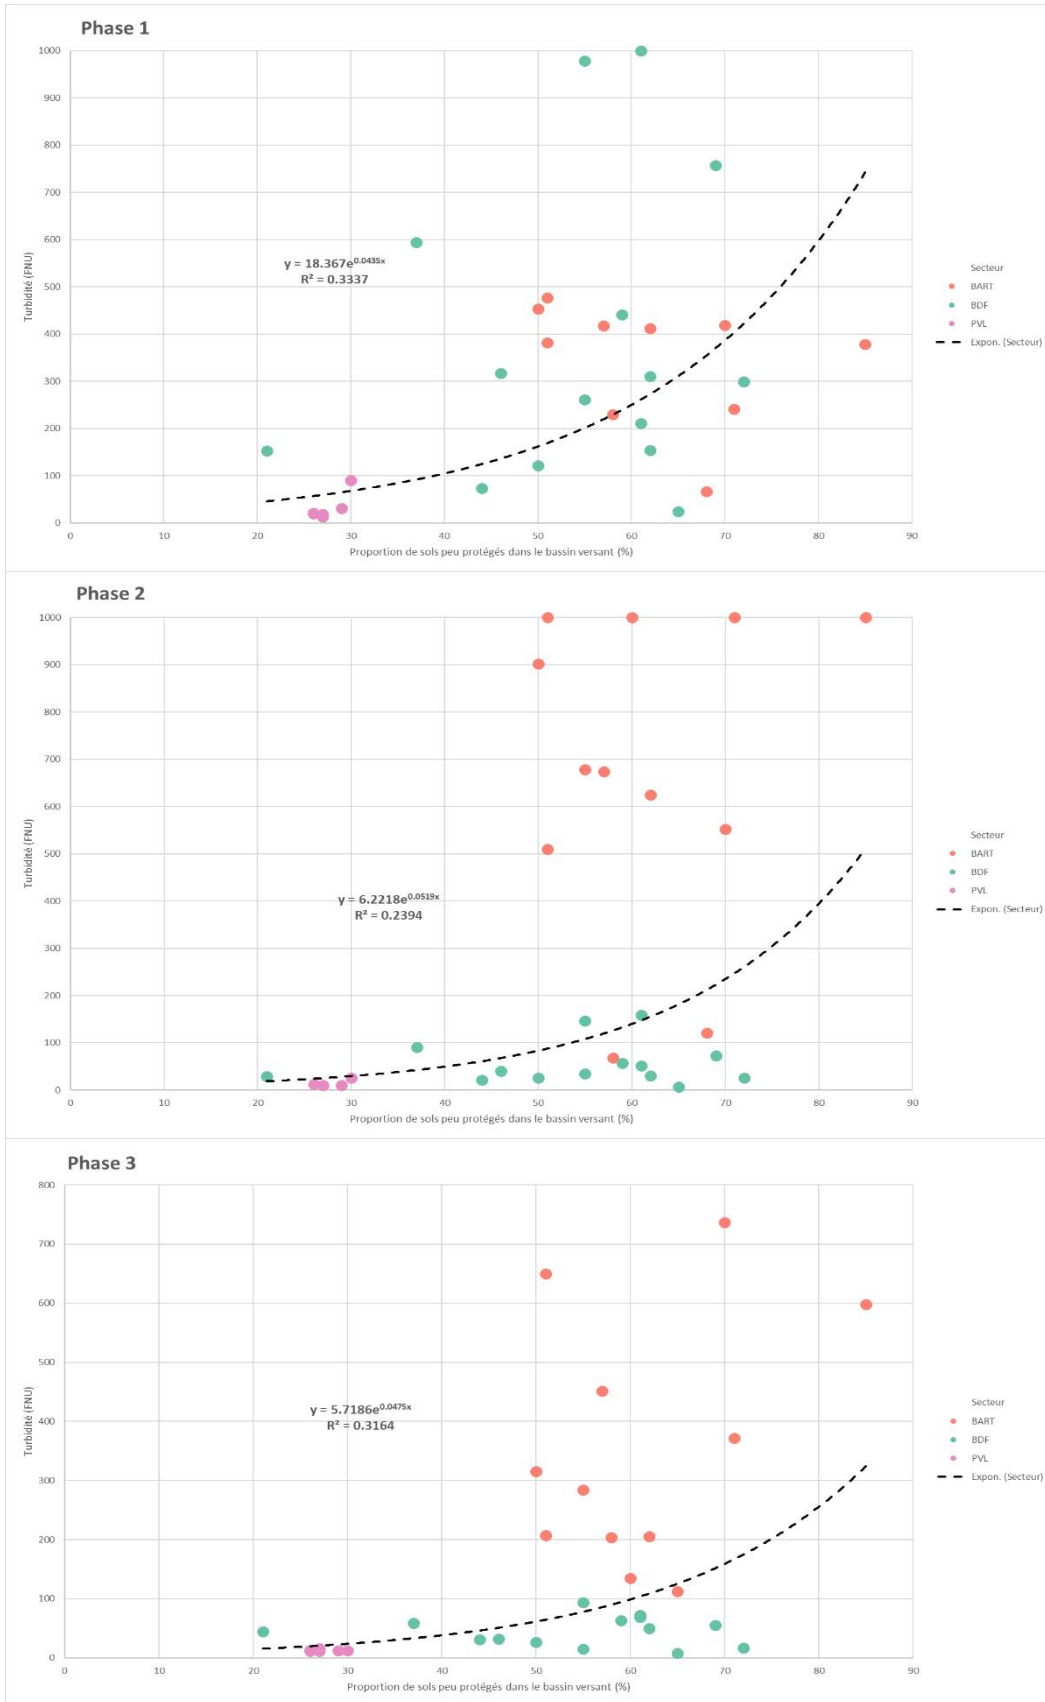 Phase 1
1000
900
800
700
600
500
400
300
200
100
0
Turbidité (FNU)
y = 18.367e^0.0435x
R² = 0.3337
0 10 20 30 40 50 60 70 80 90
Proportion de sols peu protégés dans le bassin versant (%)
Secteur
BART
BDF
PVL
Expon. (Secteur)
Phase 2
1000
900
800
700
600
500
400
300
200
100
0
Turbidité (FNU)
y = 6.2218e^0.0519x
R² = 0.2394
0 10 20 30 40 50 60 70 80 90
Proportion de sols peu protégés dans le bassin versant (%)
Secteur
BART
BDF
PVL
Expon. (Secteur)
Phase 3
800
700
600
500
400
300
200
100
0
Turbidité (FNU)
y = 5.7186e^0.0475x
R² = 0.3164
0 10 20 30 40 50 60 70 80 90
Proportion de sols peu protégés dans le bassin versant (%)
Secteur
BART
BDF
PVL
Expon. (Secteur)